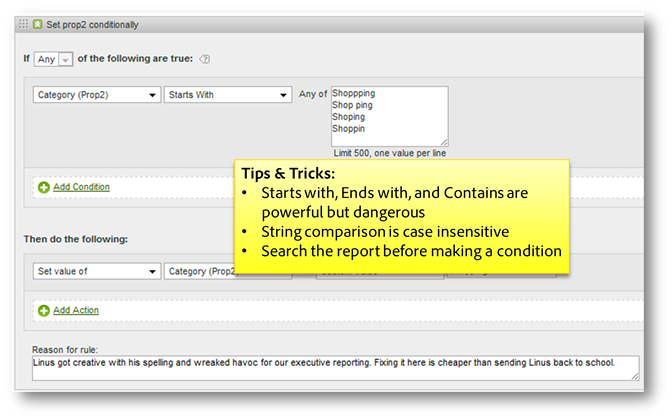 Set prop2 conditionally
If Any of the following are true:
Category (Prop2) Starts With Any of Shoppping
Shop ping
Shoping
Shoppin
Limit 500, one value per line
Add Condition
Tips & Tricks:
• Starts with, Ends with, and Contains are
powerful but dangerous
• String comparison is case insensitive
• Search the report before making a condition
Then do the following:
Set value of Category (Prop2)
Add Action
Reason for rule:
Linus got creative with his spelling and wreaked havoc for our executive reporting. Fixing it here is cheaper than sending Linus back to school.